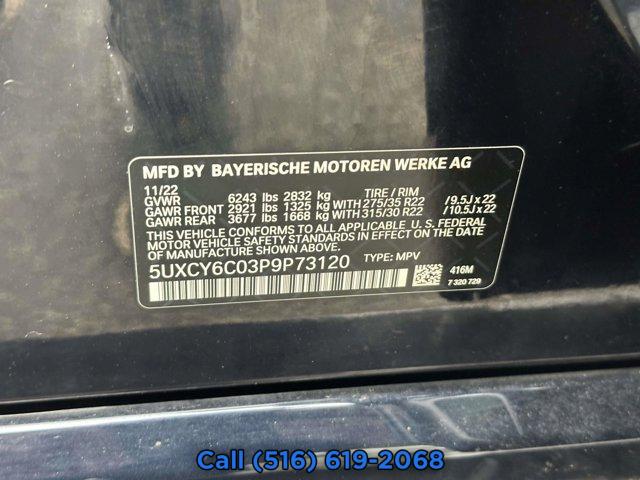 MFD BY BAYERISCHE MOTOREN WERKE AG
11/22 TIRE / RIM
GVWR 6243 lbs 2832 kg
GAWR FRONT 2921 lbs 1325 kg WITH 275/35 R22 / 9.5J x 22
GAWR REAR 3677 lbs 1668 kg WITH 315/30 R22 / 10.5J x 22
THIS VEHICLE CONFORMS TO ALL APPLICABLE U. S. FEDERAL
MOTOR VEHICLE SAFETY STANDARDS IN EFFECT ON THE DATE
OF MANUFACTURE SHOWN ABOVE.
5UXCY6C03P9P73120 TYPE: MPV
416M
7 320 729
Call (516) 619-2068